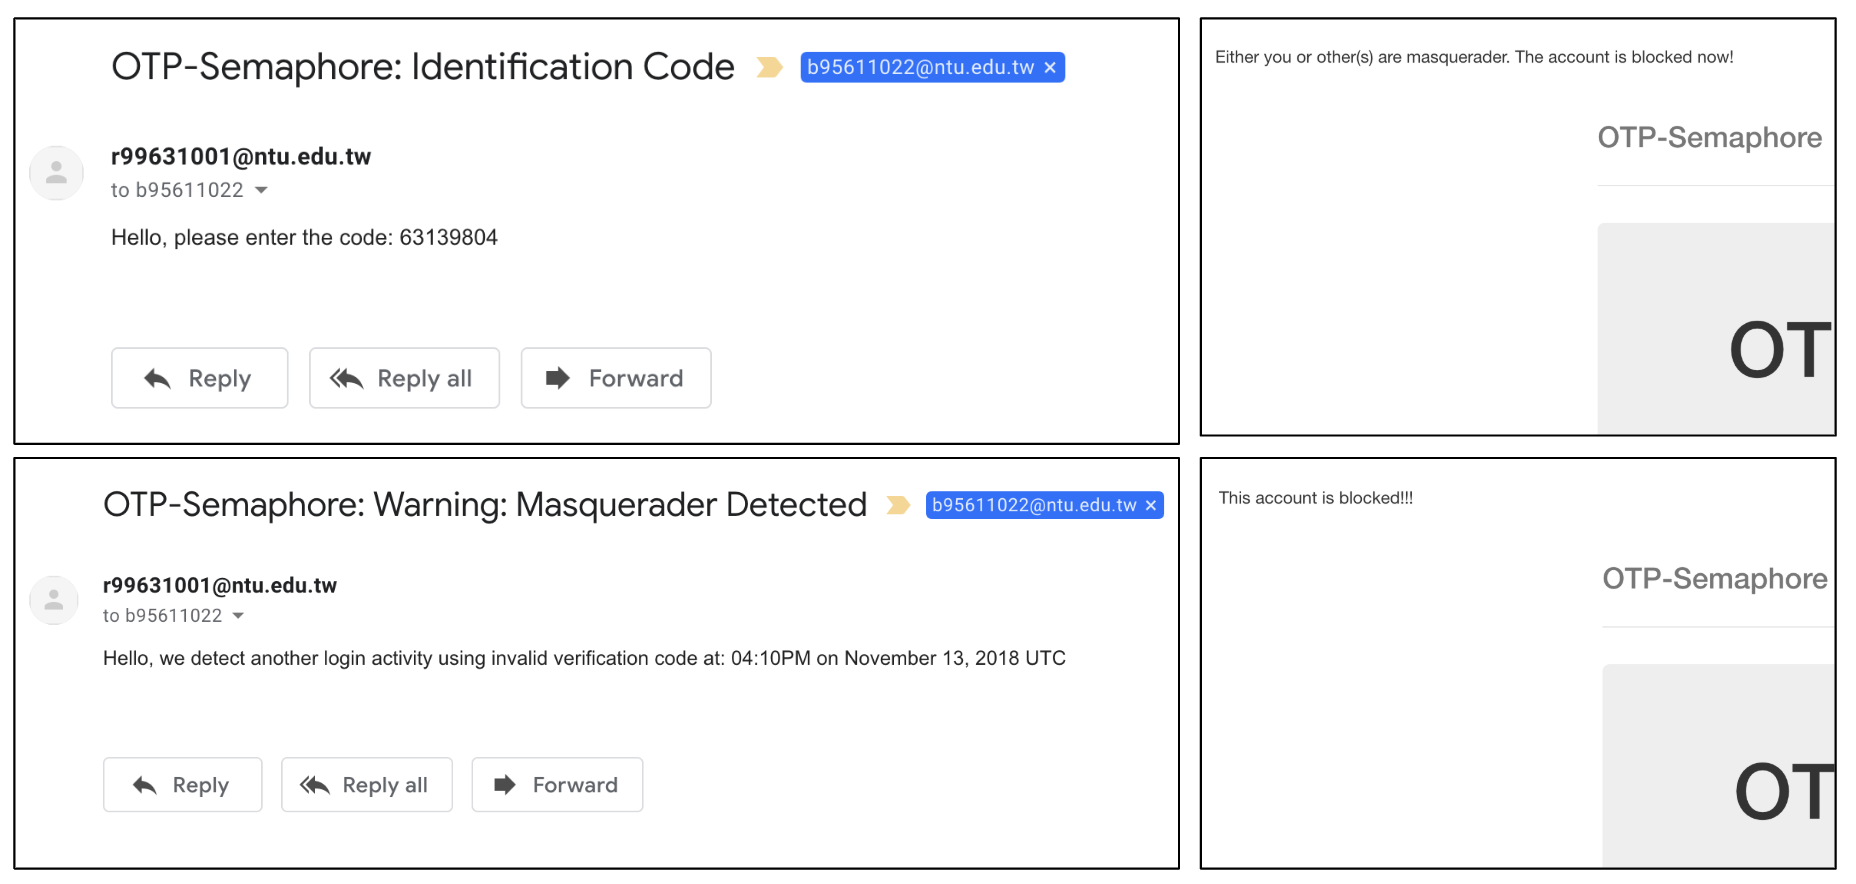 OTP-Semaphore: Identification Code b95611022@ntu.edu.tw ×
r99631001@ntu.edu.tw
to b95611022
Hello, please enter the code: 63139804
Reply Reply all Forward
Either you or other(s) are masquerader. The account is blocked now!
OTP-Semaphore
OT
OTP-Semaphore: Warning: Masquerader Detected b95611022@ntu.edu.tw ×
r99631001@ntu.edu.tw
to b95611022
Hello, we detect another login activity using invalid verification code at: 04:10PM on November 13, 2018 UTC
Reply Reply all Forward
This account is blocked!!!
OTP-Semaphore
OT